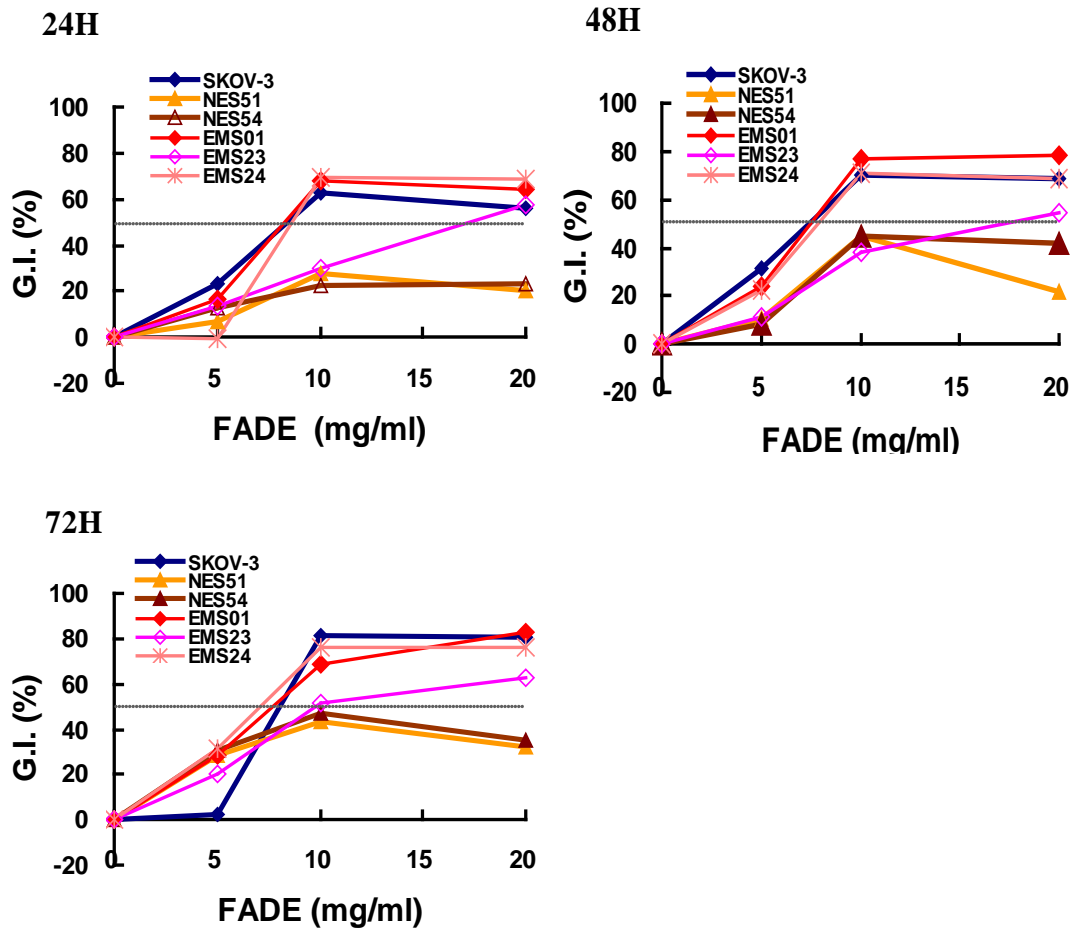 24H
SKOV-3
NES51
NES54
EMS01
EMS23
EMS24
100
80
60
40
20
0
-20
G.I. (%)
0 5 10 15 20
FADE (mg/ml)
48H
SKOV-3
NES51
NES54
EMS01
EMS23
EMS24
100
80
60
40
20
0
-20
G.I. (%)
0 5 10 15 20
FADE (mg/ml)
72H
SKOV-3
NES51
NES54
EMS01
EMS23
EMS24
100
80
60
40
20
0
-20
G.I. (%)
0 5 10 15 20
FADE (mg/ml)